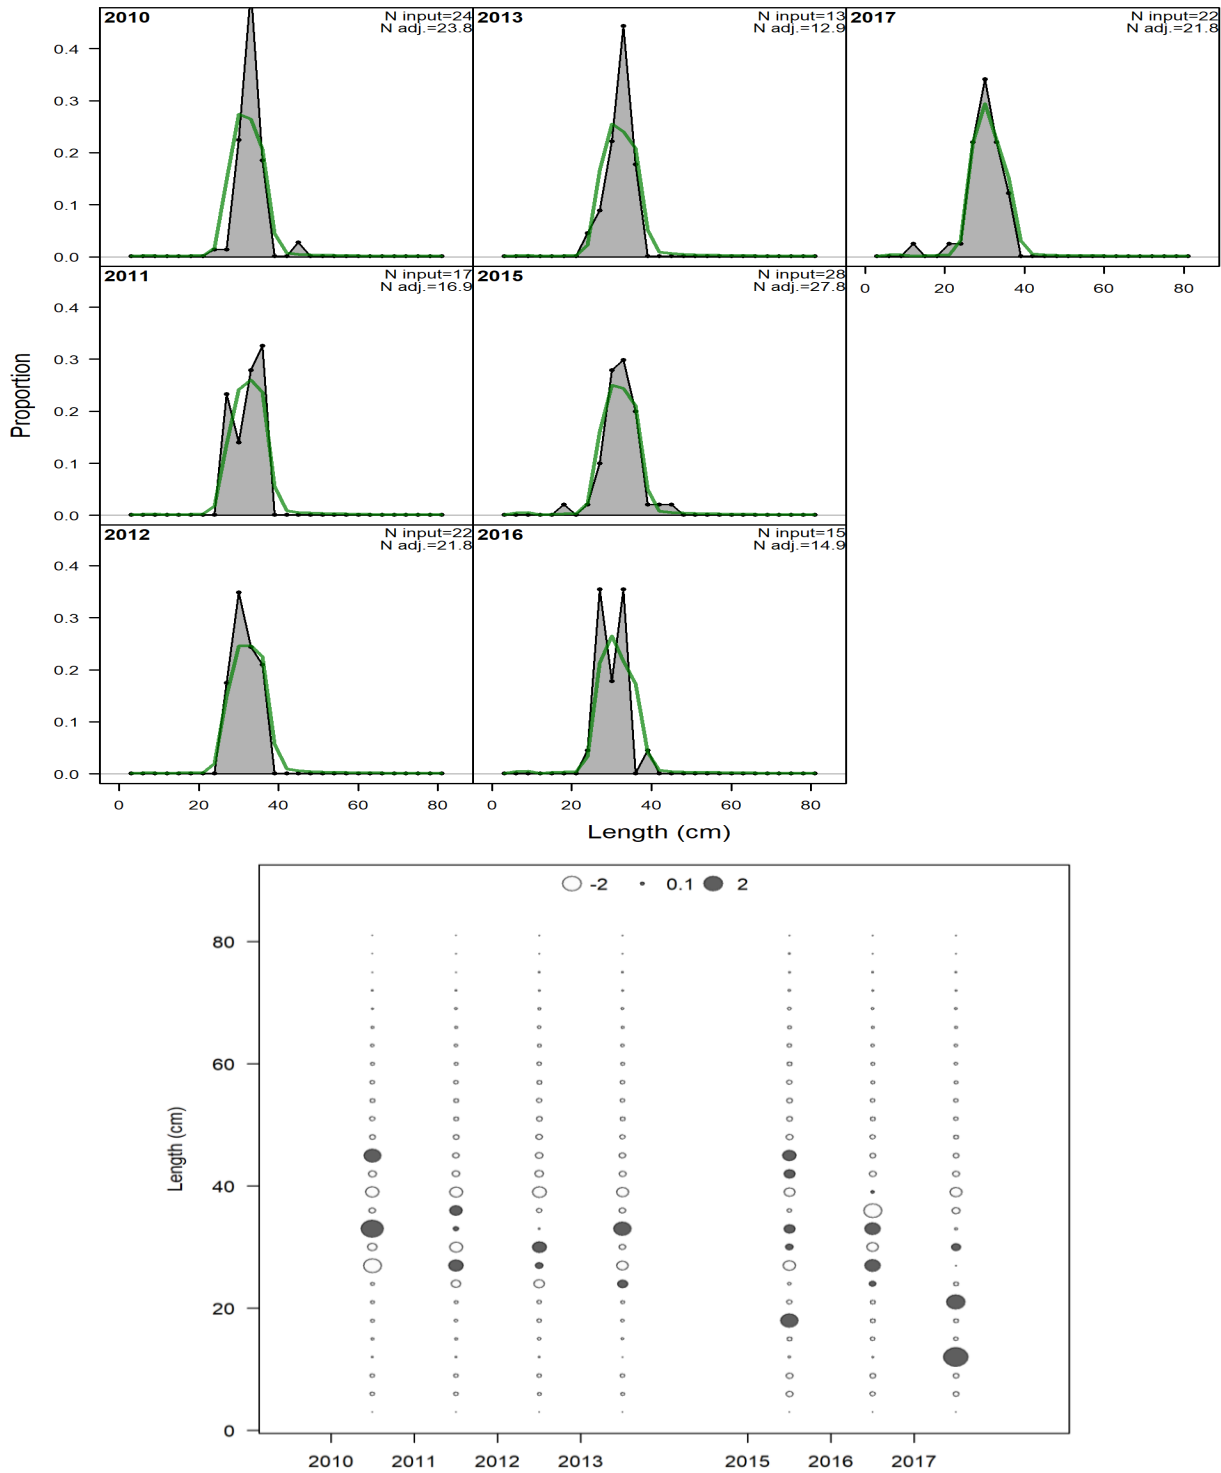 2010
N input=24
N adj.=23.8
2013
N input=13
N adj.=12.9
2017
N input=22
N adj.=21.8
0.4
0.3
0.2
0.1
0.0
0 20 40 60 80
2011
N input=17
N adj.=16.9
2015
N input=28
N adj.=27.8
0.4
0.3
0.2
0.1
0.0
Proportion
2012
N input=22
N adj.=21.8
2016
N input=15
N adj.=14.9
0.4
0.3
0.2
0.1
0.0
0 20 40 60 80
0 20 40 60 80
Length (cm)
-2 0.1 2
80
60
40
20
0
Length (cm)
2010 2011 2012 2013 2015 2016 2017